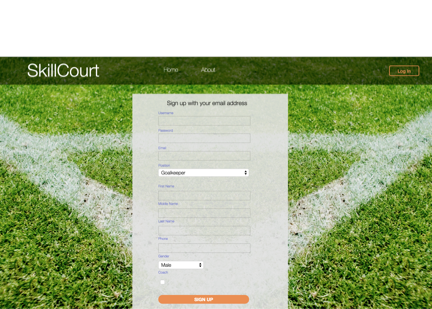 SkillCourt
Home
About
Log In
Sign up with your email address
Username
Password
Email
Position
Goalkeeper
First Name
Middle Name
Last Name
Phone
Gender
Male
Coach
SIGN UP